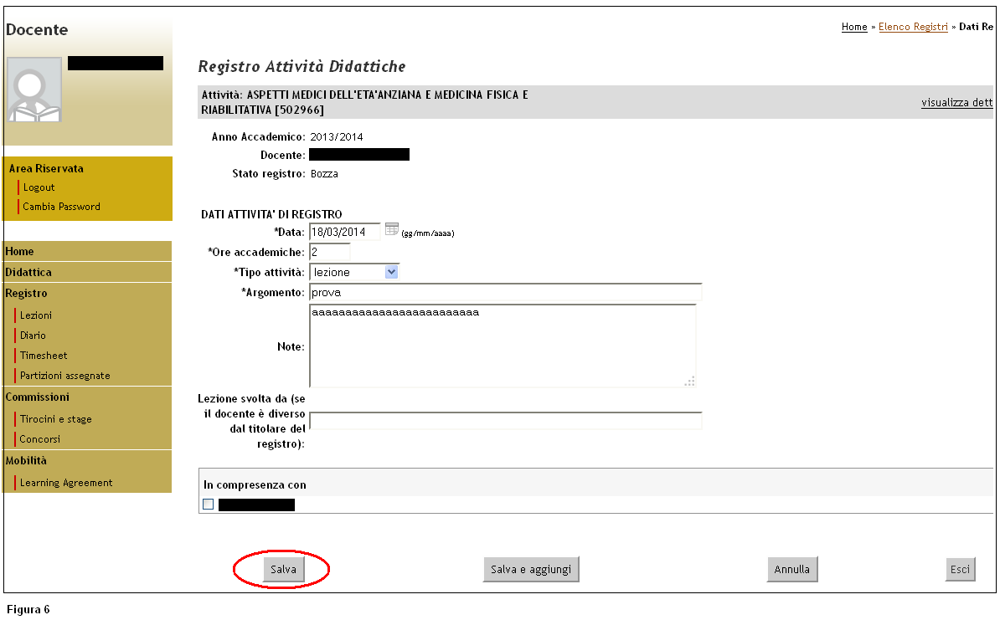 Docente
Home » Elenco Registri » Dati Re
Registro Attività Didattiche
Attività: ASPETTI MEDICI DELL'ETA'ANZIANA E MEDICINA FISICA E
RIABILITATIVA [502966]
visualizza dett
Anno Accademico: 2013/2014
Docente:
Stato registro: Bozza
Area Riservata
Logout
Cambia Password
Home
Didattica
Registro
Lezioni
Diario
Timesheet
Partizioni assegnate
Commissioni
Tirocini e stage
Concorsi
Mobilità
Learning Agreement
DATI ATTIVITA' DI REGISTRO
*Data: 18/03/2014 (gg/mm/aaaa)
*Ore accademiche: 2
*Tipo attività: lezione
*Argomento: prova
Note: aaaaaaaaaaaaaaaaaaaaaaaaa
Lezione svolta da (se
il docente è diverso
dal titolare del
registro):
In compresenza con
Salva
Salva e aggiungi
Annulla
Esci
Figura 6